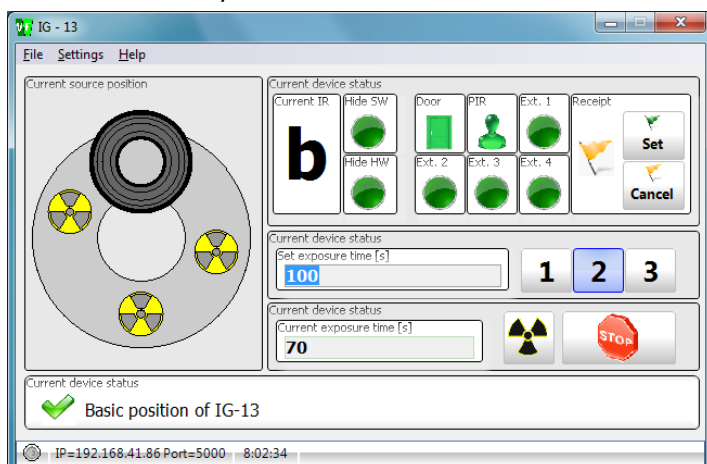 IG - 13
File Settings Help
Current source position
Current device status
Current IR Hide SW Door PIR Ext. 1 Receipt
b
Set
Hide HW Ext. 2 Ext. 3 Ext. 4
Cancel
Current device status
Set exposure time [s]
100 1 2 3
Current device status
Current exposure time [s]
70
STOP
Current device status
Basic position of IG-13
IP=192.168.41.86 Port=5000 8:02:34